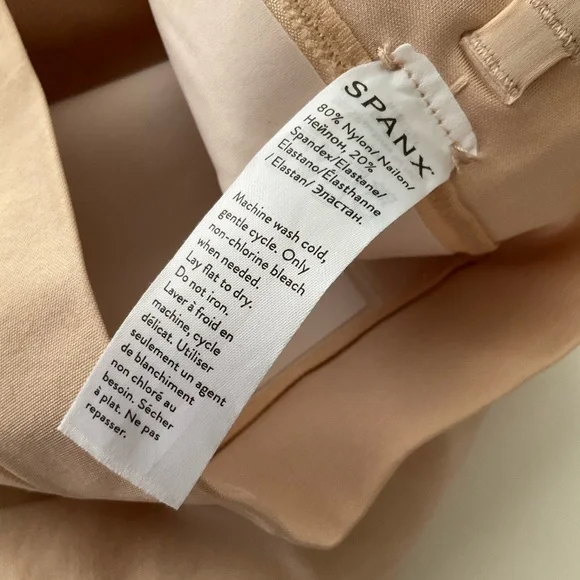 SPANX
80% Nylon/ Nailon/
Нейлон, 20%
Spandex/Elastane/
Elastano/Élasthanne
/ Elastan/ Эластан.
Machine wash cold,
gentle cycle. Only
non-chlorine bleach
when needed.
Lay flat to dry.
Do not iron.
Laver à froid en
machine, cycle
délicat. Utiliser
seulement un agent
de blanchiment
non chloré au
besoin. Sécher
à plat. Ne pas
repasser.